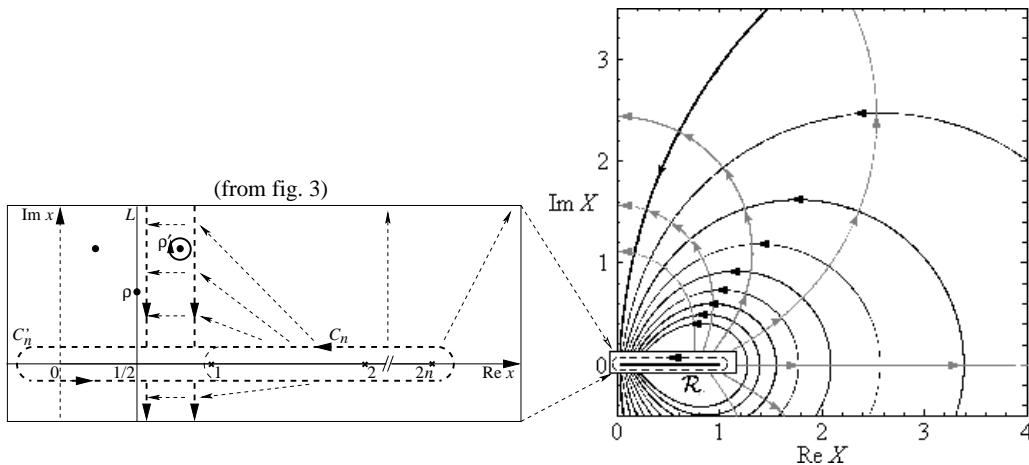 (from fig. 3)
Im x
L
ρ'
ρ
C'n
Cn
0
1/2
1
2
2n
Re x
3
2
Im X
1
0
ℛ
0
1
2
3
4
Re X